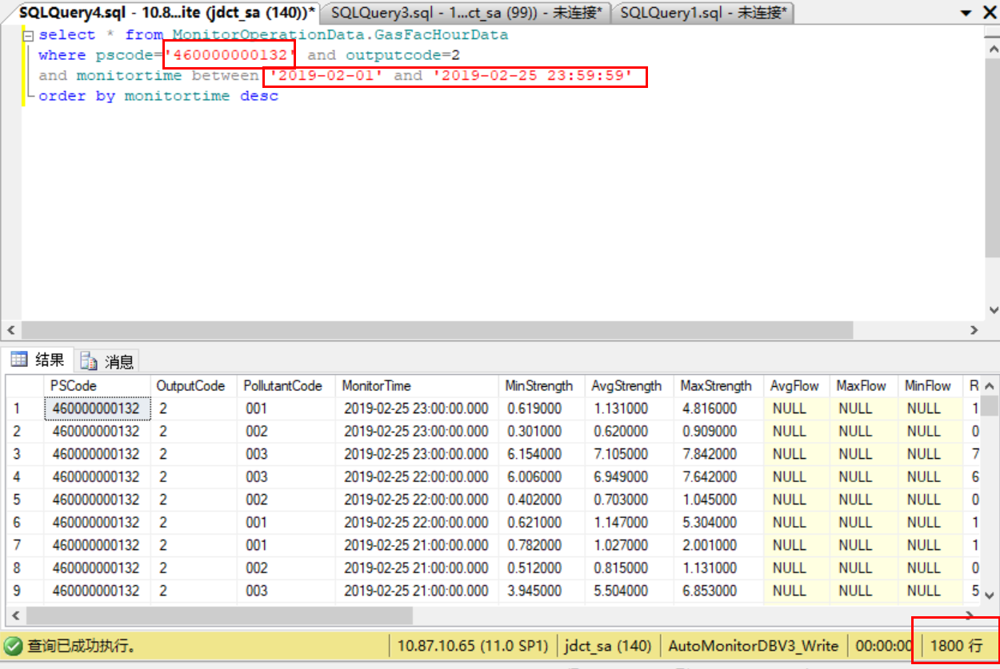 SQLQuery4.sql - 10.8...ite (jdct_sa (140))* SQLQuery3.sql - 1...ct_sa (99)) - 未连接* SQLQuery1.sql - 未连接*
select * from MonitorOperationData.GasFacHourData
where pscode='460000000132' and outputcode=2
and monitortime between '2019-02-01' and '2019-02-25 23:59:59'
order by monitortime desc
结果 消息
PSCode OutputCode PollutantCode MonitorTime MinStrength AvgStrength MaxStrength AvgFlow MaxFlow MinFlow R
1 460000000132 2 001 2019-02-25 23:00:00.000 0.619000 1.131000 4.816000 NULL NULL NULL 1
2 460000000132 2 002 2019-02-25 23:00:00.000 0.301000 0.620000 0.909000 NULL NULL NULL 0
3 460000000132 2 003 2019-02-25 23:00:00.000 6.154000 7.105000 7.842000 NULL NULL NULL 7
4 460000000132 2 003 2019-02-25 22:00:00.000 6.006000 6.949000 7.642000 NULL NULL NULL 6
5 460000000132 2 002 2019-02-25 22:00:00.000 0.402000 0.703000 1.045000 NULL NULL NULL 0
6 460000000132 2 001 2019-02-25 22:00:00.000 0.621000 1.147000 5.304000 NULL NULL NULL 1
7 460000000132 2 001 2019-02-25 21:00:00.000 0.782000 1.027000 2.001000 NULL NULL NULL 1
8 460000000132 2 002 2019-02-25 21:00:00.000 0.512000 0.815000 1.131000 NULL NULL NULL 0
9 460000000132 2 003 2019-02-25 21:00:00.000 3.945000 5.504000 6.853000 NULL NULL NULL 5
查询已成功执行。 10.87.10.65 (11.0 SP1) jdct_sa (140) AutoMonitorDBV3_Write 00:00:00 1800 行